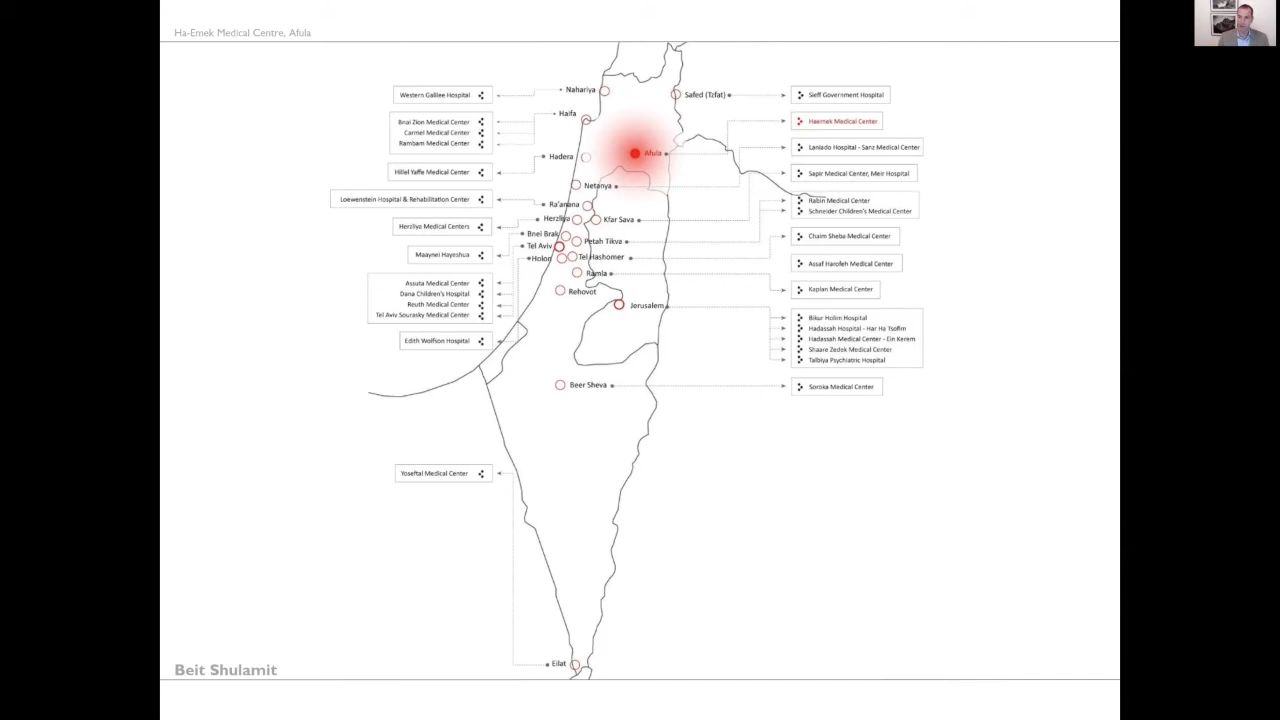 Ha-Emek Medical Centre, Afula
Western Galilee Hospital
Nahariya
Safed (Tzfat)
Sieff Government Hospital
Haifa
Bnai Zion Medical Center
Carmel Medical Center
Rambam Medical Center
Haemek Medical Center
Hadera
Afula
Laniado Hospital - Sanz Medical Center
Hillel Yaffe Medical Center
Sapir Medical Center, Meir Hospital
Netanya
Loewenstein Hospital & Rehabilitation Center
Ra'anana
Rabin Medical Center
Schneider Children's Medical Center
Herzliya Medical Centers
Herzliya
Kfar Sava
Bnei Brak
Chaim Sheba Medical Center
Tel Aviv
Petah Tikva
Maaynei Hayeshua
Holon
Tel Hashomer
Assaf Harofeh Medical Center
Ramla
Assuta Medical Center
Dana Children's Hospital
Reuth Medical Center
Tel Aviv Sourasky Medical Center
Rehovot
Kaplan Medical Center
Jerusalem
Bikur Holim Hospital
Hadassah Hospital - Har Ha Tsofim
Hadassah Medical Center - Ein Kerem
Shaare Zedek Medical Center
Talbiya Psychiatric Hospital
Edith Wolfson Hospital
Beer Sheva
Soroka Medical Center
Yoseftal Medical Center
Eilat
Beit Shulamit